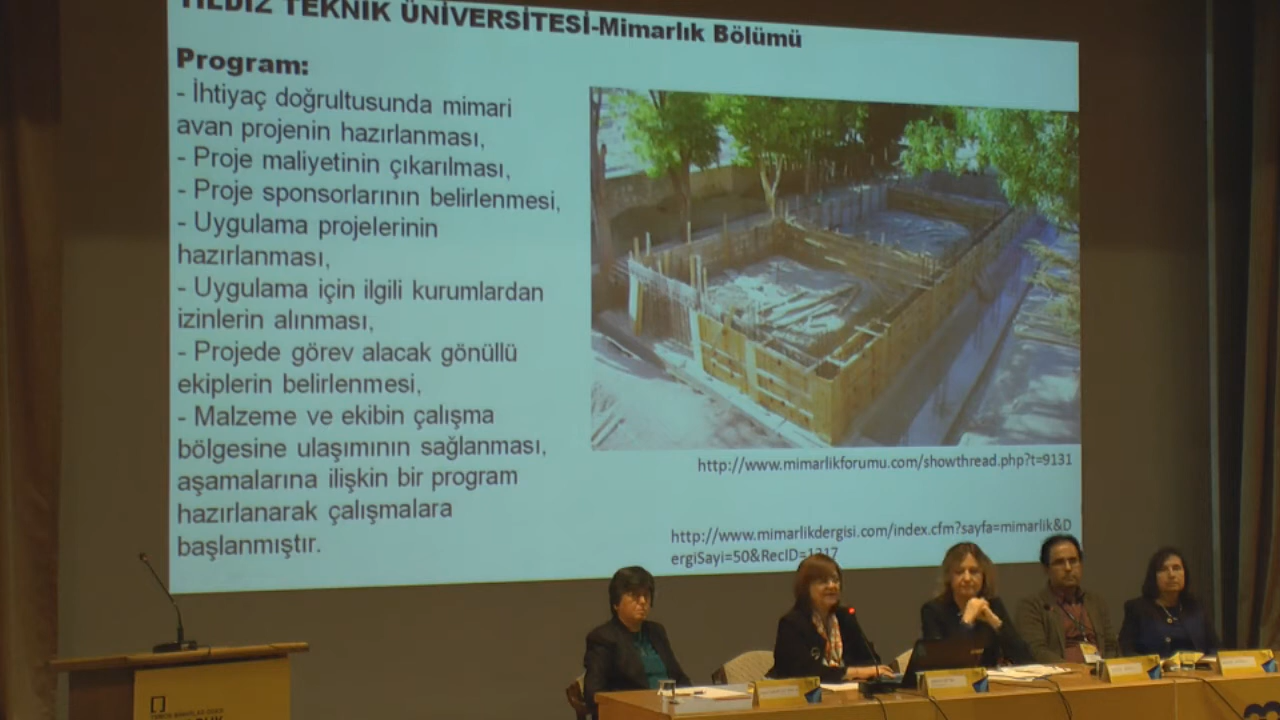 YILDIZ TEKNİK ÜNİVERSİTESİ-Mimarlık Bölümü
Program:
- İhtiyaç doğrultusunda mimari
avan projenin hazırlanması,
- Proje maliyetinin çıkarılması,
- Proje sponsorlarının belirlenmesi,
- Uygulama projelerinin
hazırlanması,
- Uygulama için ilgili kurumlardan
izinlerin alınması,
- Projede görev alacak gönüllü
ekiplerin belirlenmesi,
- Malzeme ve ekibin çalışma
bölgesine ulaşımının sağlanması,
aşamalarına ilişkin bir program
hazırlanarak çalışmalara
başlanmıştır.
http://www.mimarlikforumu.com/showthread.php?t=9131
http://www.mimarlikdergisi.com/index.cfm?sayfa=mimarlik&D
ergiSayi=50&RecID=1317